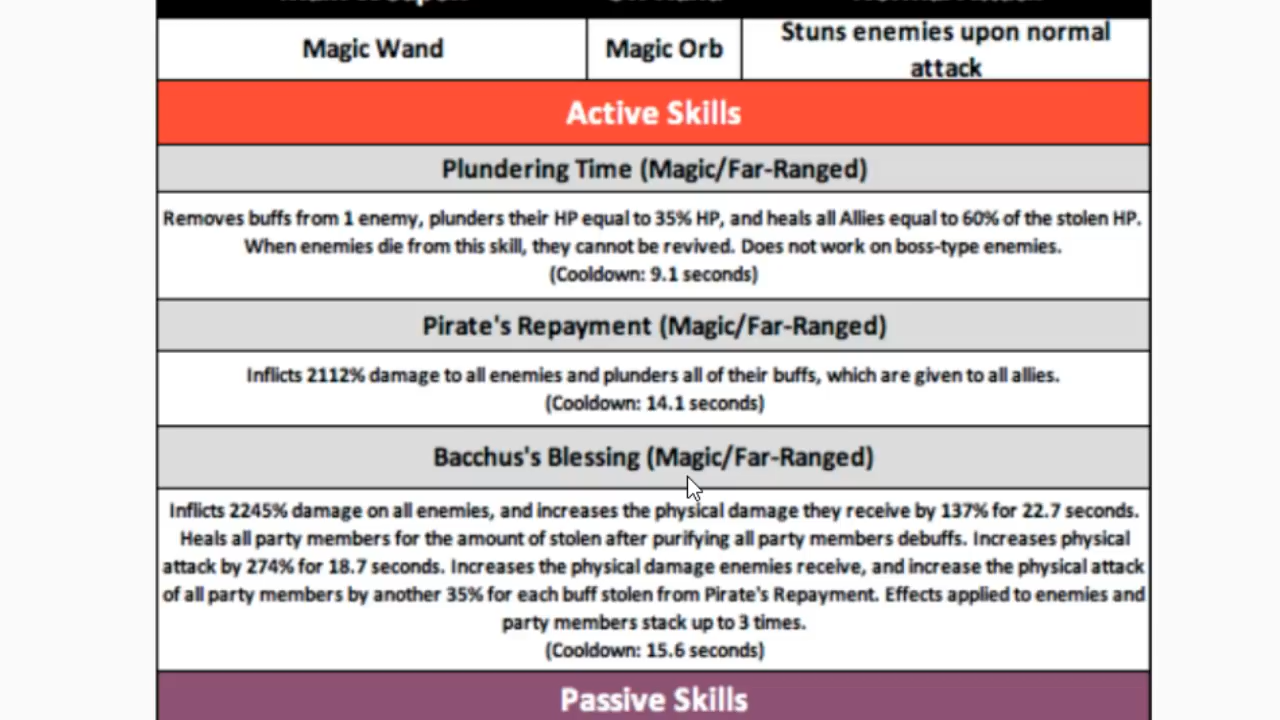 Magic Wand
Magic Orb
Stuns enemies upon normal
attack
Active Skills
Plundering Time (Magic/Far-Ranged)
Removes buffs from 1 enemy, plunders their HP equal to 35% HP, and heals all Allies equal to 60% of the stolen HP.
When enemies die from this skill, they cannot be revived. Does not work on boss-type enemies.
(Cooldown: 9.1 seconds)
Pirate's Repayment (Magic/Far-Ranged)
Inflicts 2112% damage to all enemies and plunders all of their buffs, which are given to all allies.
(Cooldown: 14.1 seconds)
Bacchus's Blessing (Magic/Far-Ranged)
Inflicts 2245% damage on all enemies, and increases the physical damage they receive by 137% for 22.7 seconds.
Heals all party members for the amount of stolen after purifying all party members debuffs. Increases physical
attack by 274% for 18.7 seconds. Increases the physical damage enemies receive, and increase the physical attack
of all party members by another 35% for each buff stolen from Pirate's Repayment. Effects applied to enemies and
party members stack up to 3 times.
(Cooldown: 15.6 seconds)
Passive Skills